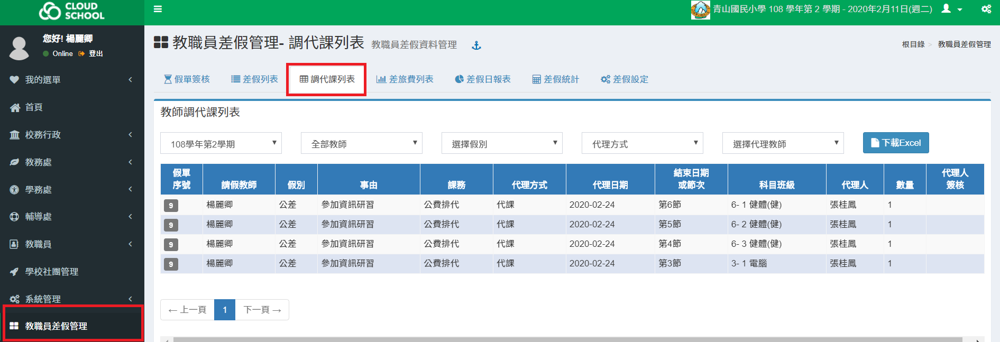 CLOUD
SCHOOL
青山國民小學 108 學年第 2 學期 - 2020年2月11日(週二)
您好! 楊麗卿
Online 登出
我的選單
首頁
校務行政
教務處
學務處
輔導處
教職員
學校社團管理
系統管理
教職員差假管理
教職員差假管理- 調代課列表 教職員差假資料管理
根目錄 > 教職員差假管理
假單簽核 差假列表 調代課列表 差旅費列表 差假日報表 差假統計 差假設定
教師調代課列表
108學年第2學期 全部教師 選擇假別 代理方式 選擇代理教師 下載Excel
假單序號 請假教師 假別 事由 課務 代理方式 代理日期 結束日期或節次 科目班級 代理人 數量 代理人簽核
9 楊麗卿 公差 參加資訊研習 公費排代 代課 2020-02-24 第6節 6- 1 健體(健) 張桂鳳 1
9 楊麗卿 公差 參加資訊研習 公費排代 代課 2020-02-24 第5節 6- 2 健體(健) 張桂鳳 1
9 楊麗卿 公差 參加資訊研習 公費排代 代課 2020-02-24 第4節 6- 3 健體(健) 張桂鳳 1
9 楊麗卿 公差 參加資訊研習 公費排代 代課 2020-02-24 第3節 3- 1 電腦 張桂鳳 1
← 上一頁 1 下一頁 →